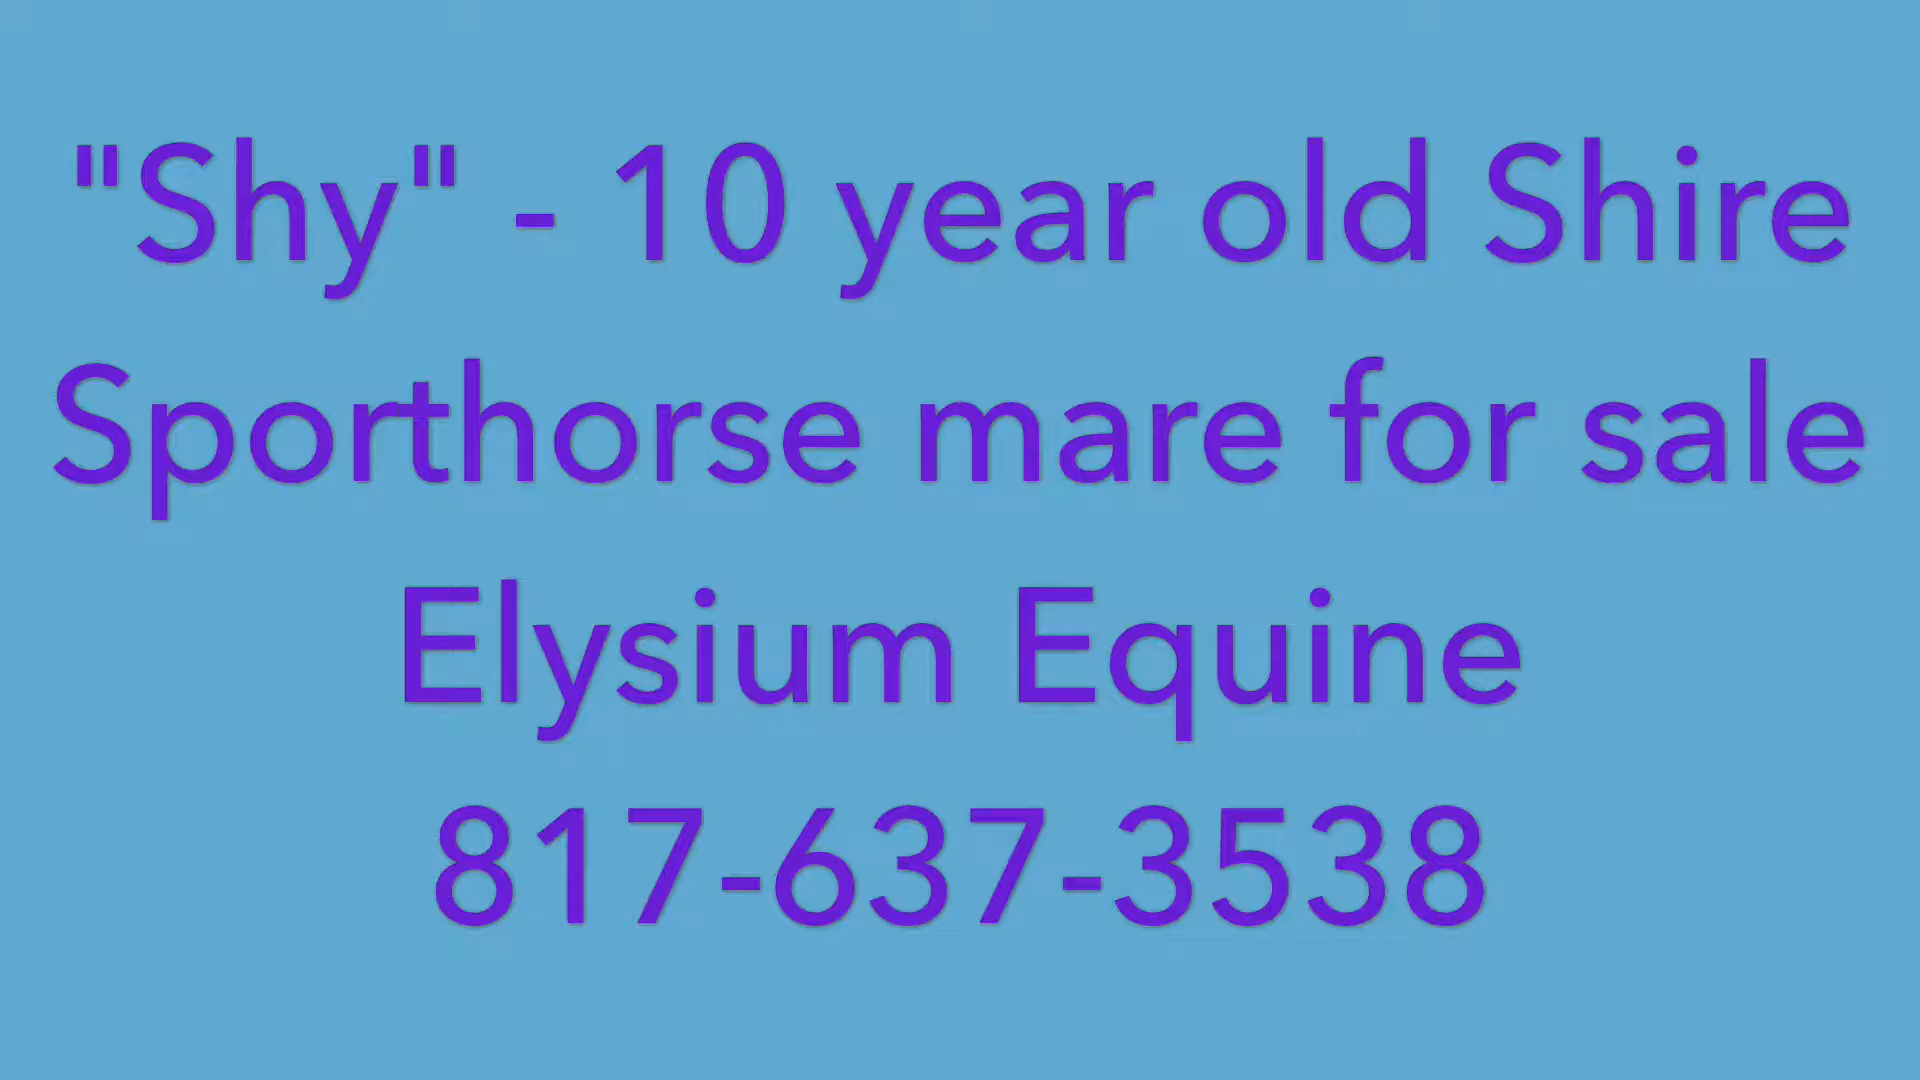 "Shy" - 10 year old Shire
Sporthorse mare for sale
Elysium Equine
817-637-3538